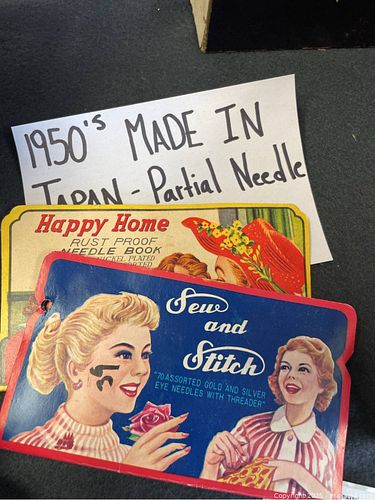 1950's MADE IN
JAPAN - Partial Needle
Happy Home
RUST PROOF
NEEDLE BOOK
NICKEL PLATED
Sew
and
Stitch
"70 ASSORTED GOLD AND SILVER
EYE NEEDLES WITH THREADER"